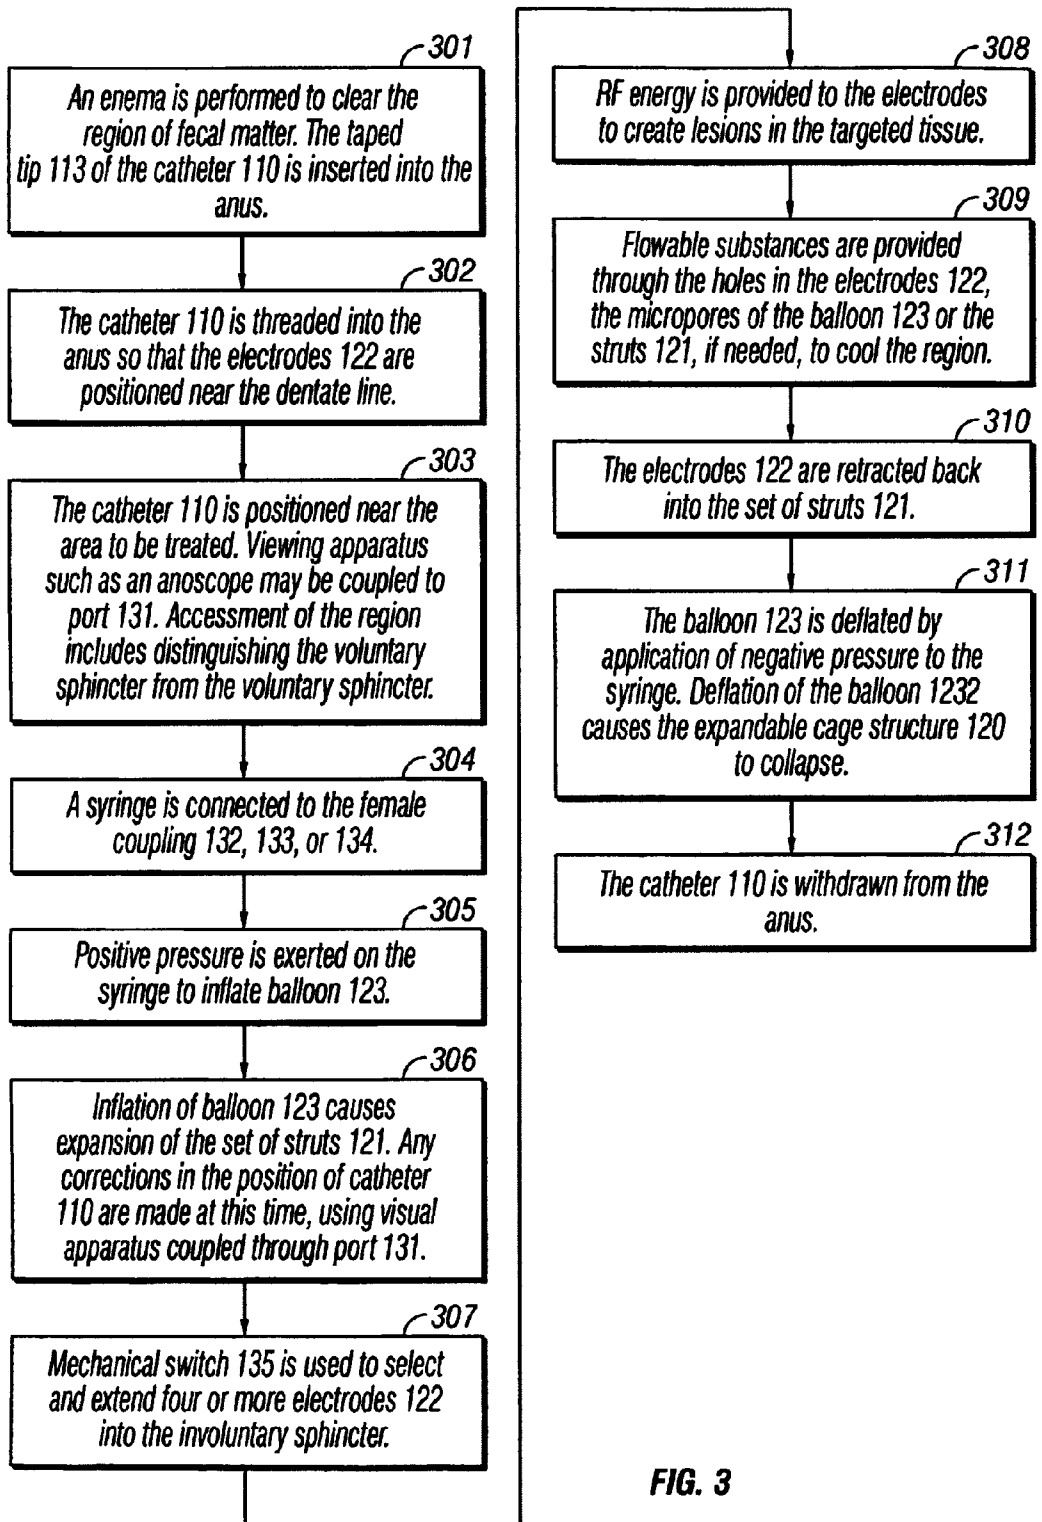 301
An enema is performed to clear the
region of fecal matter. The taped
tip 113 of the catheter 110 is inserted into the
anus.
302
The catheter 110 is threaded into the
anus so that the electrodes 122 are
positioned near the dentate line.
303
The catheter 110 is positioned near the
area to be treated. Viewing apparatus
such as an anoscope may be coupled to
port 131. Accessment of the region
includes distinguishing the voluntary
sphincter from the voluntary sphincter.
304
A syringe is connected to the female
coupling 132, 133, or 134.
305
Positive pressure is exerted on the
syringe to inflate balloon 123.
306
Inflation of balloon 123 causes
expansion of the set of struts 121. Any
corrections in the position of catheter
110 are made at this time, using visual
apparatus coupled through port 131.
307
Mechanical switch 135 is used to select
and extend four or more electrodes 122
into the involuntary sphincter.
308
RF energy is provided to the electrodes
to create lesions in the targeted tissue.
309
Flowable substances are provided
through the holes in the electrodes 122,
the micropores of the balloon 123 or the
struts 121, if needed, to cool the region.
310
The electrodes 122 are retracted back
into the set of struts 121.
311
The balloon 123 is deflated by
application of negative pressure to the
syringe. Deflation of the balloon 1232
causes the expandable cage structure 120
to collapse.
312
The catheter 110 is withdrawn from the
anus.
FIG. 3